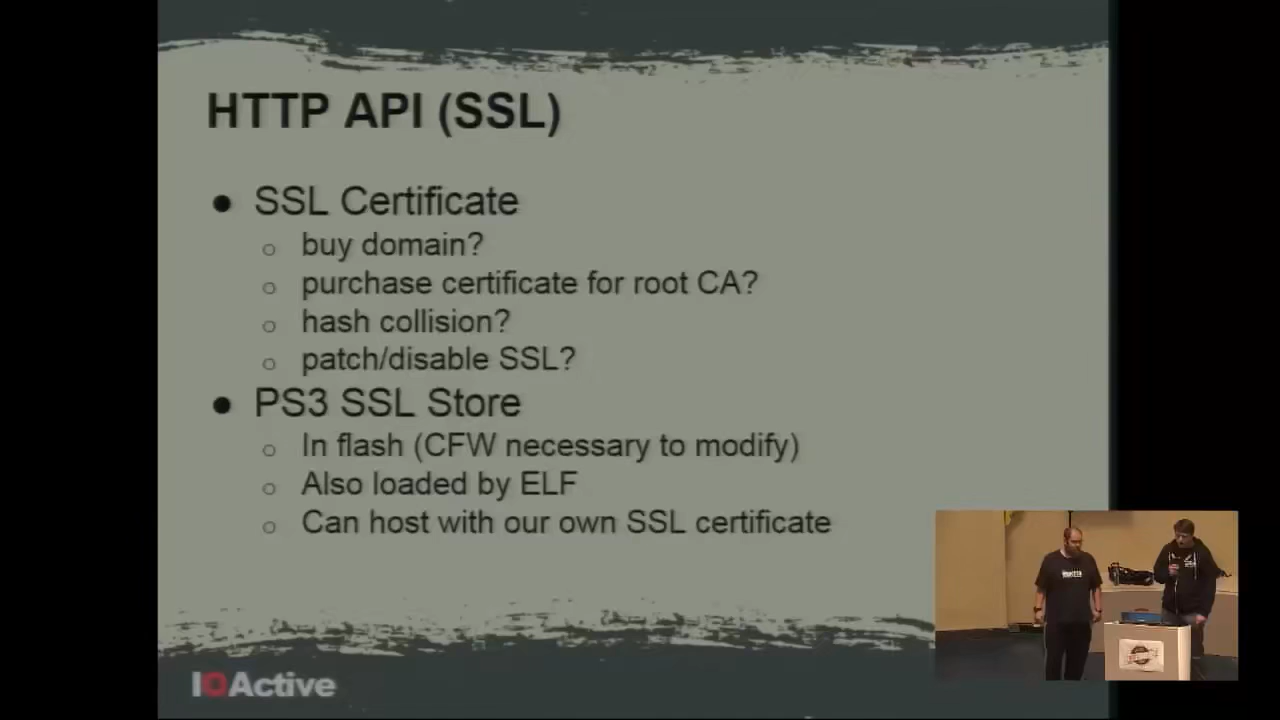 HTTP API (SSL)
● SSL Certificate
o buy domain?
o purchase certificate for root CA?
o hash collision?
o patch/disable SSL?
● PS3 SSL Store
o In flash (CFW necessary to modify)
o Also loaded by ELF
o Can host with our own SSL certificate
IOActive